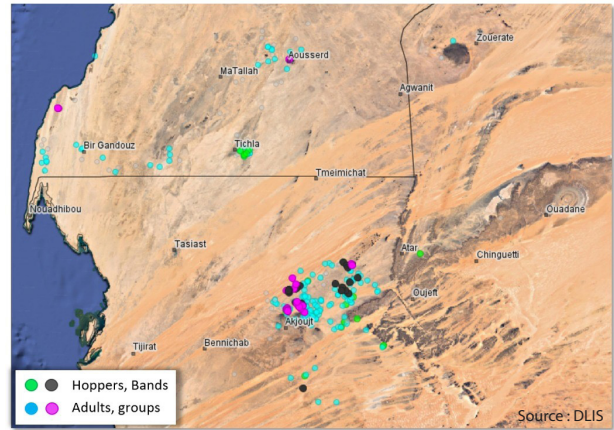 Zouerate
Aousserd
MaTallah
Agwanit
Bir Gandouz
Tichla
Tmeimichat
Nouadhibou
Ouadane
Tasiast
Atar
Chinguetti
Oujeft
Akjoujt
Tijirat
Bennichab
Hoppers, Bands
Adults, groups
Source : DLIS